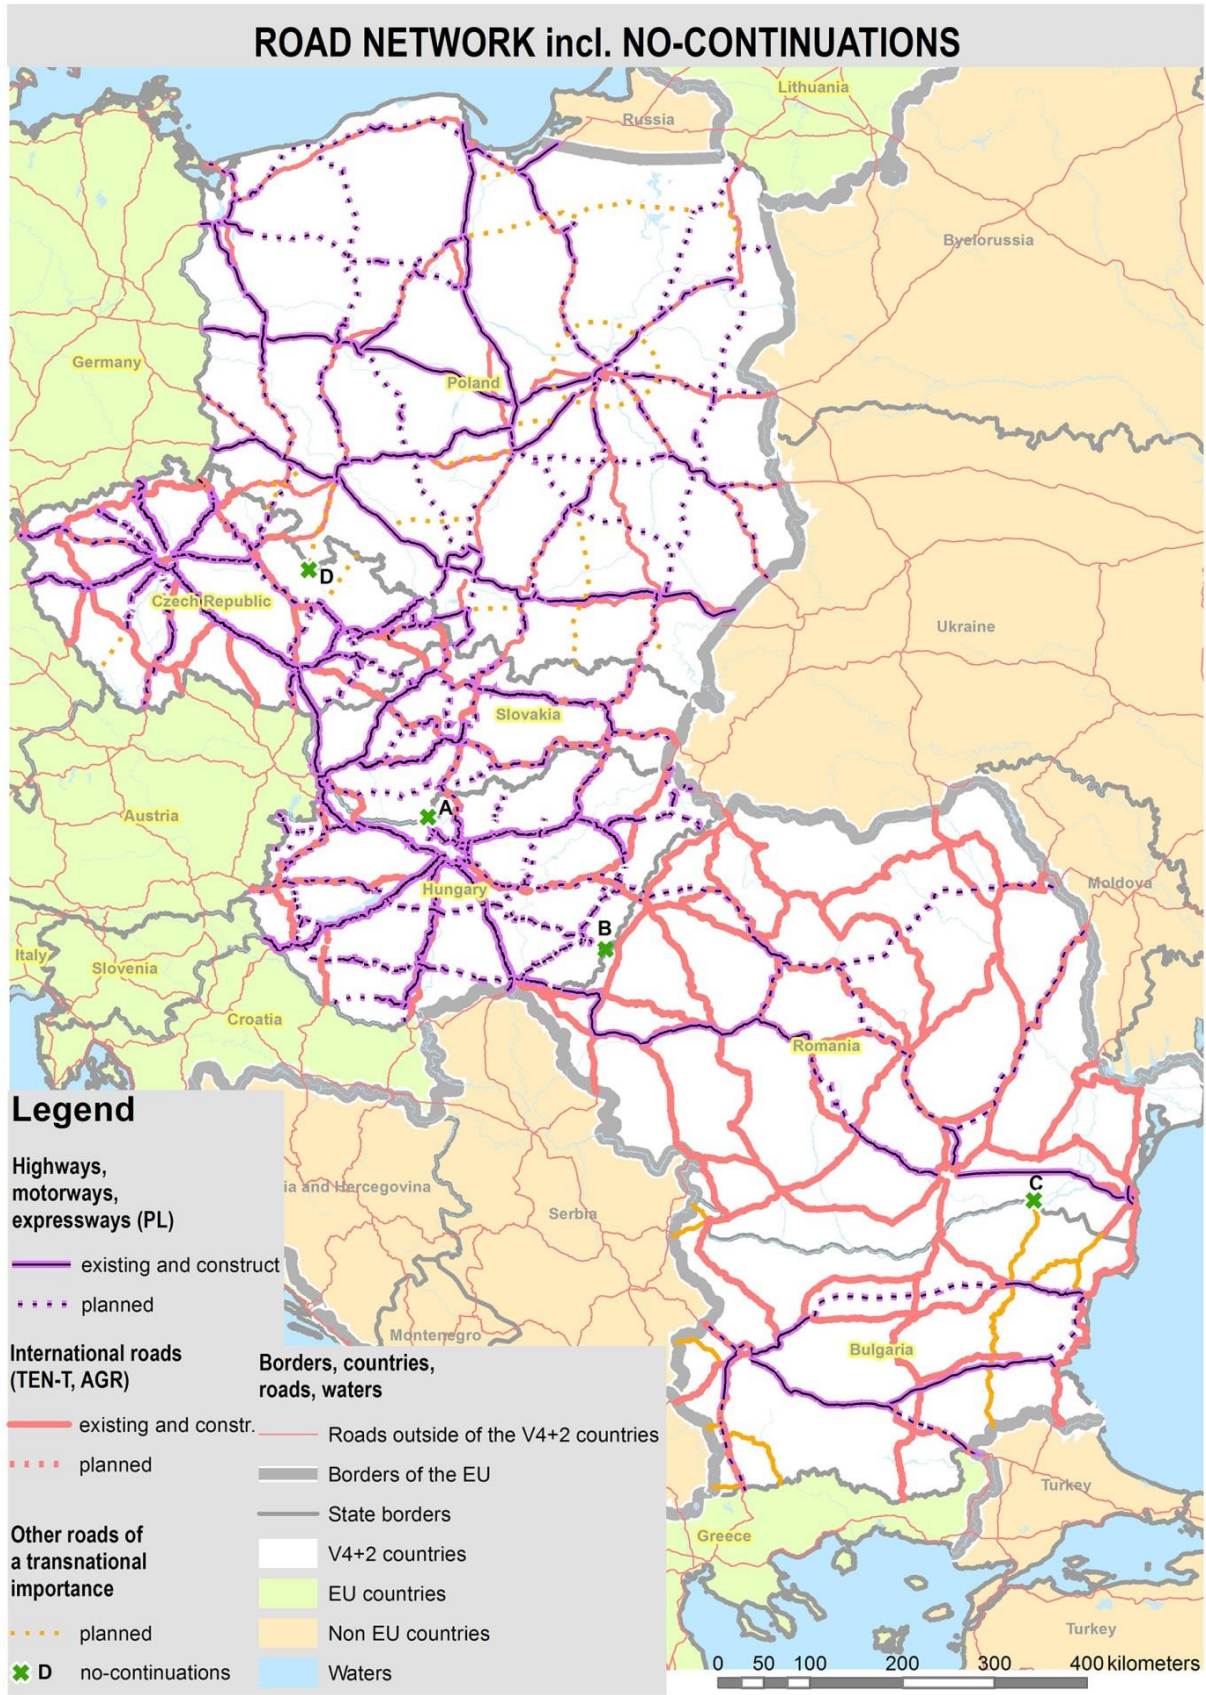 ROAD NETWORK incl. NO-CONTINUATIONS
Lithuania
Russia
Byelorussia
Germany
Poland
D
Czech Republic
Ukraine
Slovakia
A
Austria
Hungary
Moldova
B
Italy
Slovenia
Croatia
Romania
Legend
Highways,
motorways,
expressways (PL)
existing and construct
planned
International roads
(TEN-T, AGR)
existing and constr.
planned
Other roads of
a transnational
importance
planned
D no-continuations
ia and Hercegovina
Serbia
C
Montenegro
Bulgaria
Borders, countries,
roads, waters
Roads outside of the V4+2 countries
Borders of the EU
State borders
V4+2 countries
EU countries
Non EU countries
Waters
Turkey
Greece
Turkey
0 50 100 200 300 400 kilometers